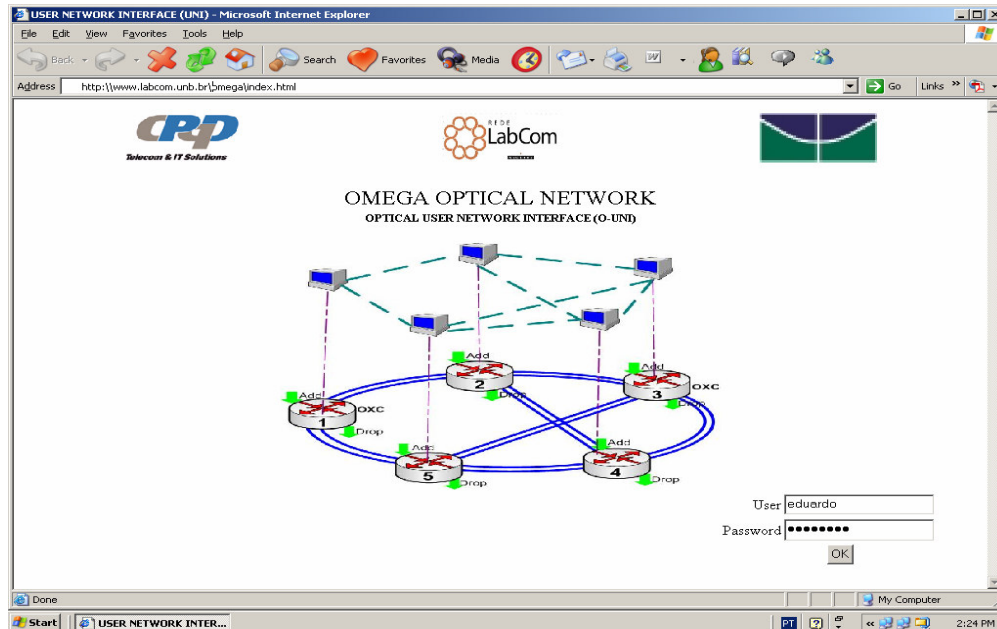 USER NETWORK INTERFACE (UNI) - Microsoft Internet Explorer
File Edit View Favorites Tools Help
Back Search Favorites Media
Address http:\\www.labcom.unb.br\omega\index.html Go Links »
CPqD
Telecom & IT Solutions
REDE
LabCom
OMEGA OPTICAL NETWORK
OPTICAL USER NETWORK INTERFACE (O-UNI)
Add
2
Drop
Add
3
OXC
Drop
Add
1
OXC
Drop
Add
5
Drop
Add
4
Drop
User eduardo
Password ●●●●●●●●
OK
Done My Computer
Start USER NETWORK INTER... PT « 2:24 PM